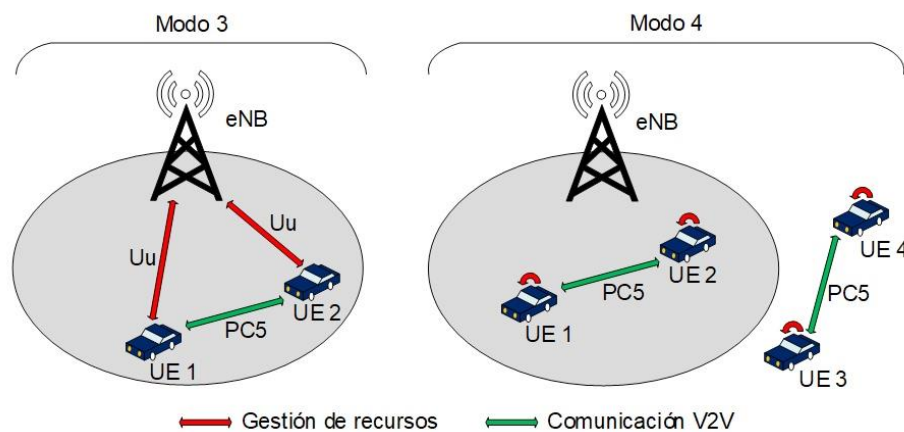 Modo 3
Modo 4
eNB
eNB
Uu
Uu
UE 4
UE 2
UE 2
PC5
PC5
PC5
UE 1
UE 1
UE 3
Gestión de recursos
Comunicación V2V